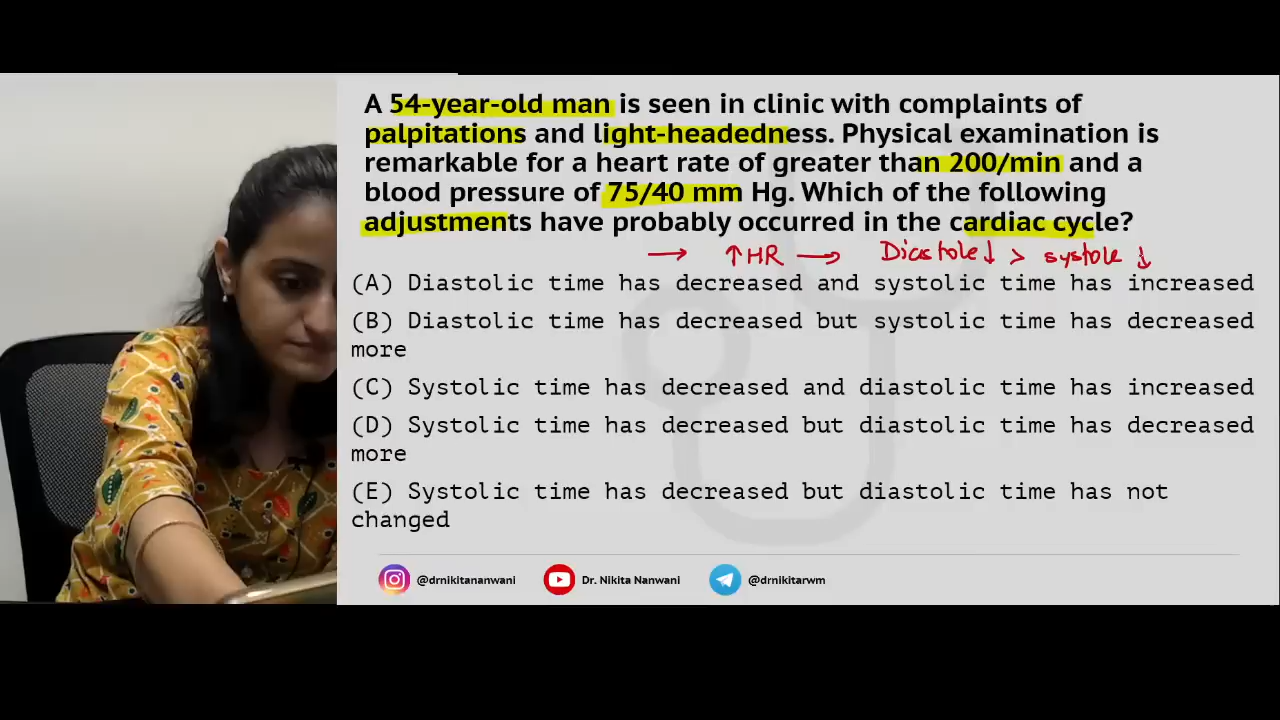 A 54-year-old man is seen in clinic with complaints of
palpitations and light-headedness. Physical examination is
remarkable for a heart rate of greater than 200/min and a
blood pressure of 75/40 mm Hg. Which of the following
adjustments have probably occurred in the cardiac cycle?
→ ↑HR → Diastole↓ > systole ↓
(A) Diastolic time has decreased and systolic time has increased
(B) Diastolic time has decreased but systolic time has decreased
more
(C) Systolic time has decreased and diastolic time has increased
(D) Systolic time has decreased but diastolic time has decreased
more
(E) Systolic time has decreased but diastolic time has not
changed
@drnikitananwani Dr. Nikita Nanwani @drnikitarwm